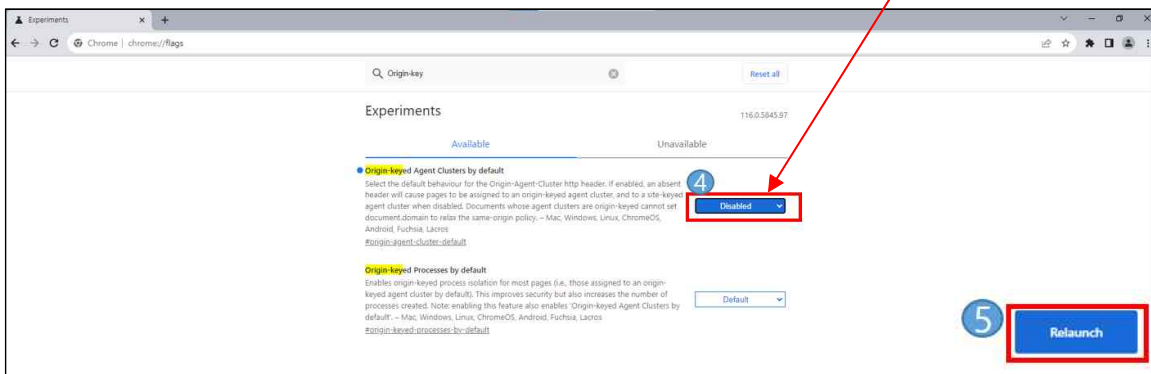 Experiments
Chrome | chrome://flags
Origin-key
Reset all
Experiments
116.0.5845.97
Available
Unavailable
Origin-keyed Agent Clusters by default
Select the default behaviour for the Origin-Agent-Cluster http header. If enabled, an absent
header will cause pages to be assigned to an origin-keyed agent cluster, and to a site-keyed
agent cluster when disabled. Documents whose agent clusters are origin-keyed cannot set
document.domain to relax the same-origin policy. – Mac, Windows, Linux, ChromeOS,
Android, Fuchsia, Lacros
#origin-agent-cluster-default
4
Disabled
Origin-keyed Processes by default
Enables origin-keyed process isolation for most pages (i.e., those assigned to an origin-
keyed agent cluster by default). This improves security but also increases the number of
processes created. Note: enabling this feature also enables 'Origin-keyed Agent Clusters by
default'. – Mac, Windows, Linux, ChromeOS, Android, Fuchsia, Lacros
#origin-keyed-processes-by-default
Default
5
Relaunch